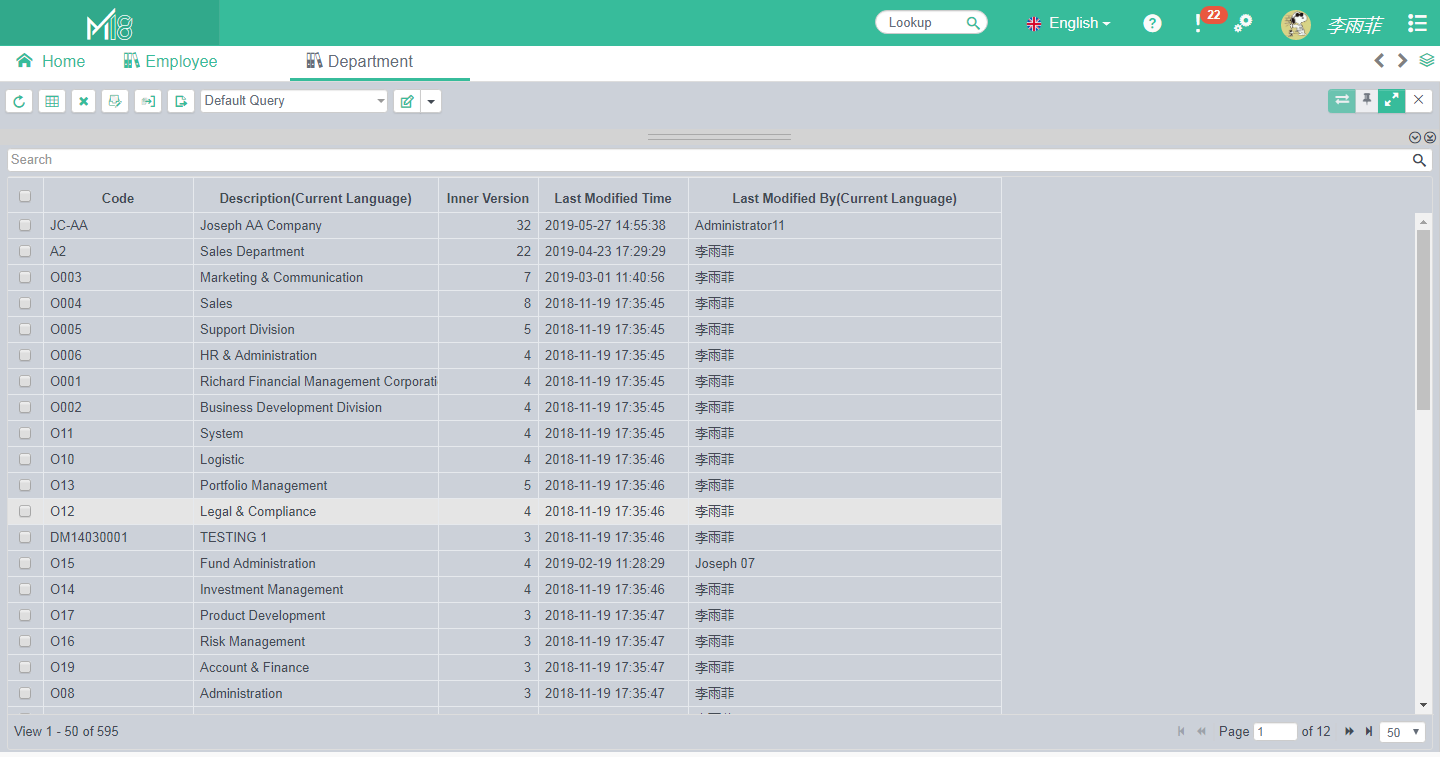 M18 Lookup English ? ! 22 李雨菲
Home Employee Department
Default Query
Search
Code Description(Current Language) Inner Version Last Modified Time Last Modified By(Current Language)
JC-AA Joseph AA Company 32 2019-05-27 14:55:38 Administrator11
A2 Sales Department 22 2019-04-23 17:29:29 李雨菲
O003 Marketing & Communication 7 2019-03-01 11:40:56 李雨菲
O004 Sales 8 2018-11-19 17:35:45 李雨菲
O005 Support Division 5 2018-11-19 17:35:45 李雨菲
O006 HR & Administration 4 2018-11-19 17:35:45 李雨菲
O001 Richard Financial Management Corporati 4 2018-11-19 17:35:45 李雨菲
O002 Business Development Division 4 2018-11-19 17:35:45 李雨菲
O11 System 4 2018-11-19 17:35:45 李雨菲
O10 Logistic 4 2018-11-19 17:35:46 李雨菲
O13 Portfolio Management 5 2018-11-19 17:35:46 李雨菲
O12 Legal & Compliance 4 2018-11-19 17:35:46 李雨菲
DM14030001 TESTING 1 3 2018-11-19 17:35:46 李雨菲
O15 Fund Administration 4 2019-02-19 11:28:29 Joseph 07
O14 Investment Management 4 2018-11-19 17:35:46 李雨菲
O17 Product Development 3 2018-11-19 17:35:47 李雨菲
O16 Risk Management 3 2018-11-19 17:35:47 李雨菲
O19 Account & Finance 3 2018-11-19 17:35:47 李雨菲
O08 Administration 3 2018-11-19 17:35:47 李雨菲
View 1 - 50 of 595 Page 1 of 12 50